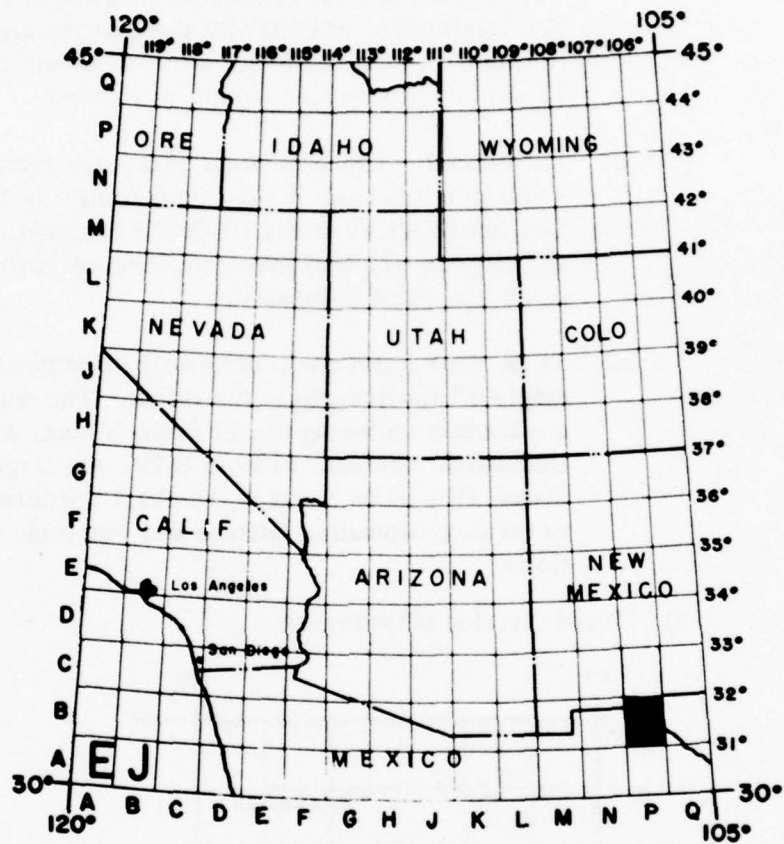 120° 105°
119° 118° 117° 116° 115° 114° 113° 112° 111° 110° 109° 108° 107° 106°
45° 45°
Q
44°
P ORE IDAHO WYOMING
43°
N
42°
M
41°
L
40°
K NEVADA UTAH COLO
39°
J
38°
H
37°
G
36°
F CALIF
35°
E ARIZONA NEW
Los Angeles MEXICO
34°
D
33°
San Diego
C
32°
B
31°
MEXICO
A EJ
30° 30°
A B C D E F G H J K L M N P Q
120° 105°